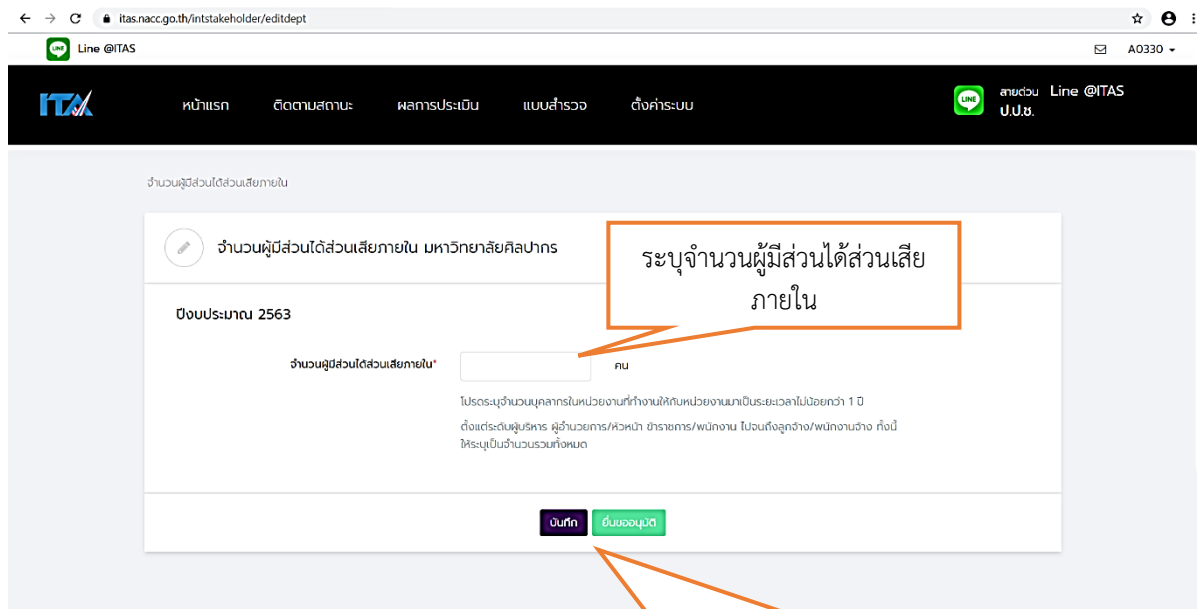 itas.nacc.go.th/intstakeholder/editdept
Line @ITAS
A0330
ITA
หน้าแรก ติดตามสถานะ ผลการประเมิน แบบสำรวจ ตั้งค่าระบบ
LINE
สายด่วน Line @ITAS
ป.ป.ช.
จำนวนผู้มีส่วนได้ส่วนเสียภายใน
จำนวนผู้มีส่วนได้ส่วนเสียภายใน มหาวิทยาลัยศิลปากร
ระบุจำนวนผู้มีส่วนได้ส่วนเสีย
ภายใน
ปีงบประมาณ 2563
จำนวนผู้มีส่วนได้ส่วนเสียภายใน* คน
โปรดระบุจำนวนบุคลากรในหน่วยงานที่ทำงานให้กับหน่วยงานมาเป็นระยะเวลาไม่น้อยกว่า 1 ปี
ตั้งแต่ระดับผู้บริหาร ผู้อำนวยการ/หัวหน้า ข้าราชการ/พนักงาน ไปจนถึงลูกจ้าง/พนักงานจ้าง ทั้งนี้
ให้ระบุเป็นจำนวนรวมทั้งหมด
บันทึก ยื่นขออนุมัติ